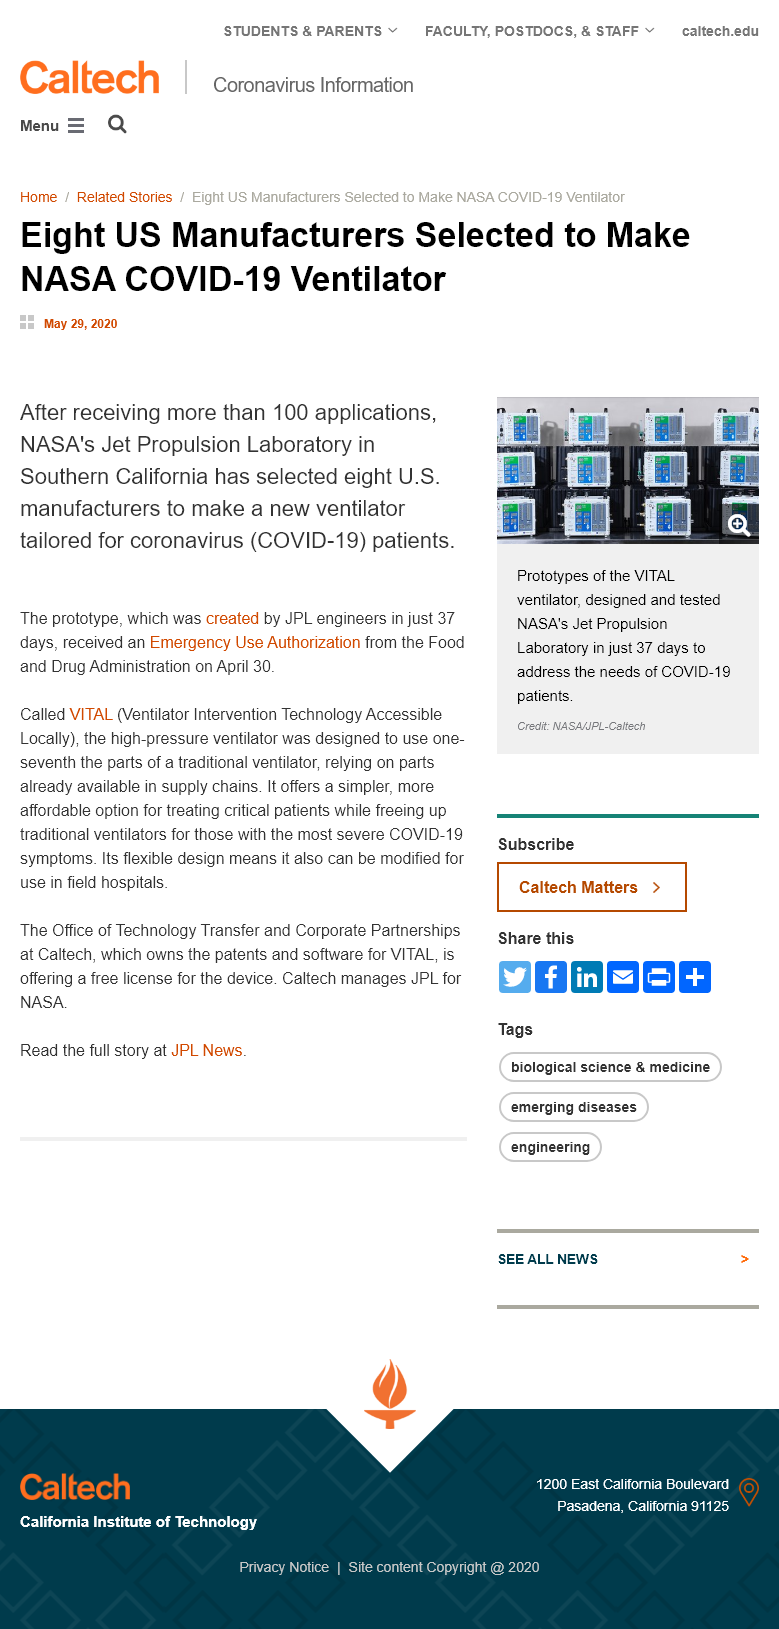 STUDENTS & PARENTS
FACULTY, POSTDOCS, & STAFF
caltech.edu
Caltech
Coronavirus Information
Menu
Home / Related Stories / Eight US Manufacturers Selected to Make NASA COVID-19 Ventilator
Eight US Manufacturers Selected to Make
NASA COVID-19 Ventilator
May 29, 2020
After receiving more than 100 applications,
NASA's Jet Propulsion Laboratory in
Southern California has selected eight U.S.
manufacturers to make a new ventilator
tailored for coronavirus (COVID-19) patients.
The prototype, which was created by JPL engineers in just 37
days, received an Emergency Use Authorization from the Food
and Drug Administration on April 30.
Called VITAL (Ventilator Intervention Technology Accessible
Locally), the high-pressure ventilator was designed to use one-
seventh the parts of a traditional ventilator, relying on parts
already available in supply chains. It offers a simpler, more
affordable option for treating critical patients while freeing up
traditional ventilators for those with the most severe COVID-19
symptoms. Its flexible design means it also can be modified for
use in field hospitals.
The Office of Technology Transfer and Corporate Partnerships
at Caltech, which owns the patents and software for VITAL, is
offering a free license for the device. Caltech manages JPL for
NASA.
Read the full story at JPL News.
Prototypes of the VITAL
ventilator, designed and tested
NASA's Jet Propulsion
Laboratory in just 37 days to
address the needs of COVID-19
patients.
Credit: NASA/JPL-Caltech
Subscribe
Caltech Matters >
Share this
Tags
biological science & medicine
emerging diseases
engineering
SEE ALL NEWS >
Caltech
California Institute of Technology
1200 East California Boulevard
Pasadena, California 91125
Privacy Notice | Site content Copyright @ 2020